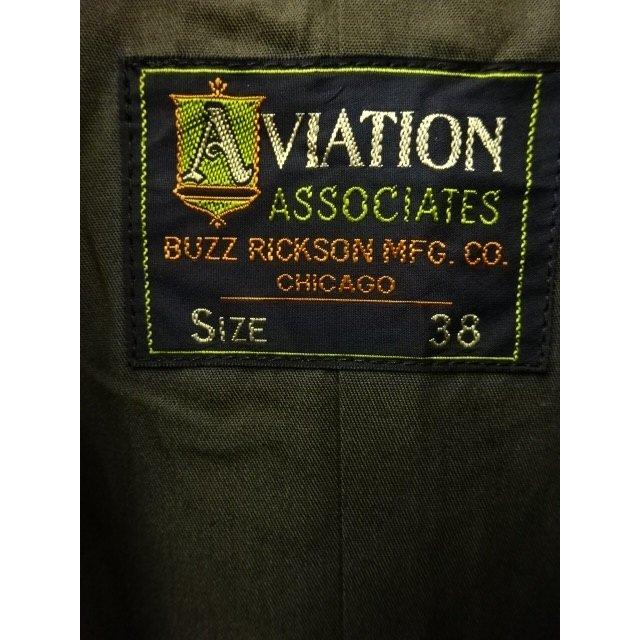 AVIATION
ASSOCIATES
BUZZ RICKSON MFG. CO.
CHICAGO
SIZE 38